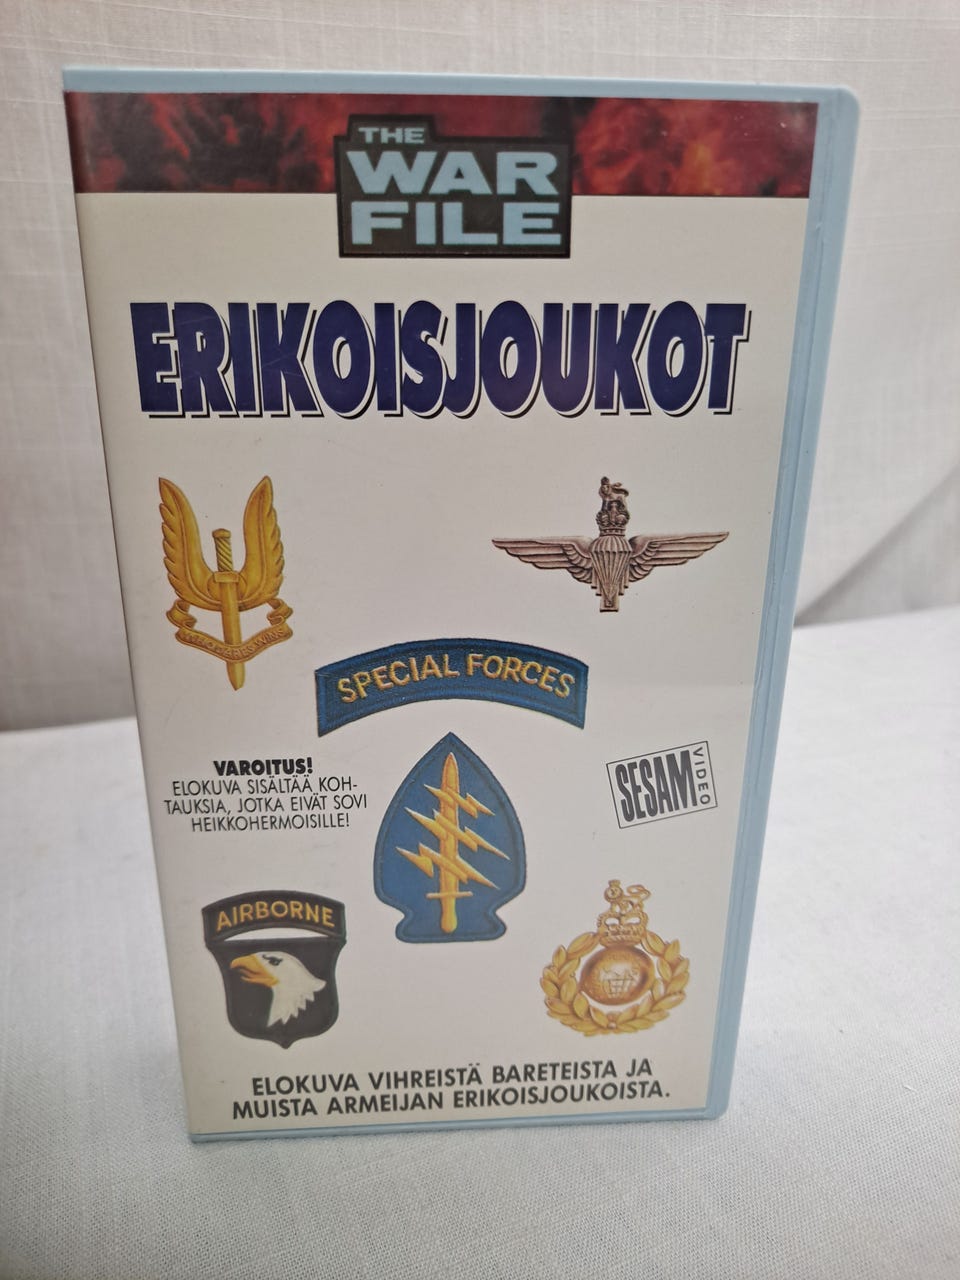 THE
WAR
FILE
ERIKOISJOUKOT
WHO DARES WINS
SPECIAL FORCES
VAROITUS!
ELOKUVA SISÄLTÄÄ KOH-
TAUKSIA, JOTKA EIVÄT SOVI
HEIKKOHERMOISILLE!
SESAM
VIDEO
AIRBORNE
ELOKUVA VIHREISTÄ BARETEISTA JA
MUISTA ARMEIJAN ERIKOISJOUKOISTA.